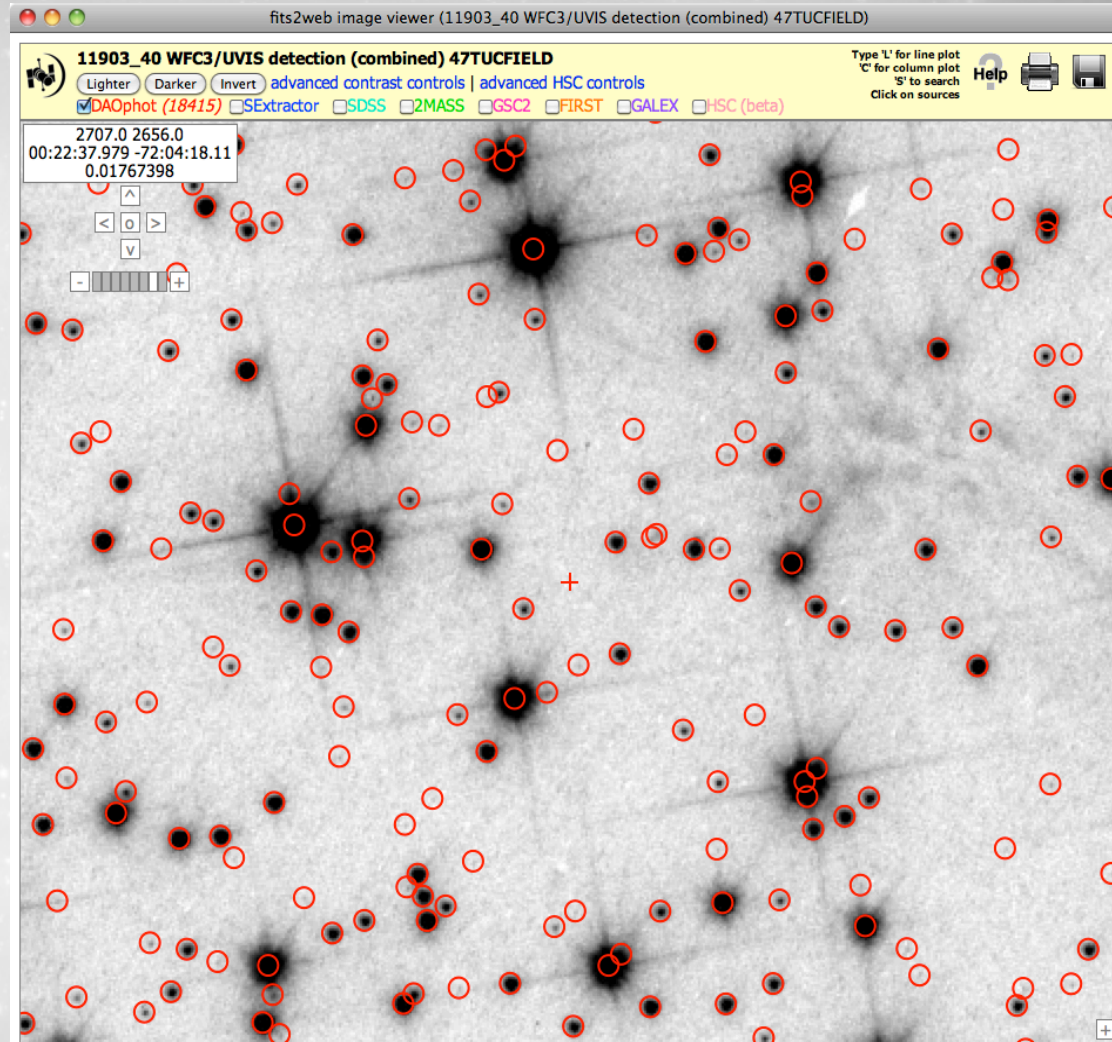 fits2web image viewer (11903_40 WFC3/UVIS detection (combined) 47TUCFIELD)
11903_40 WFC3/UVIS detection (combined) 47TUCFIELD
Lighter Darker Invert advanced contrast controls | advanced HSC controls
DAOphot (18415) SExtractor SDSS 2MASS GSC2 FIRST GALEX HSC (beta)
Type 'L' for line plot
'C' for column plot
'S' to search
Click on sources
Help
2707.0 2656.0
00:22:37.979 -72:04:18.11
0.01767398
^
< o >
v
- +
+